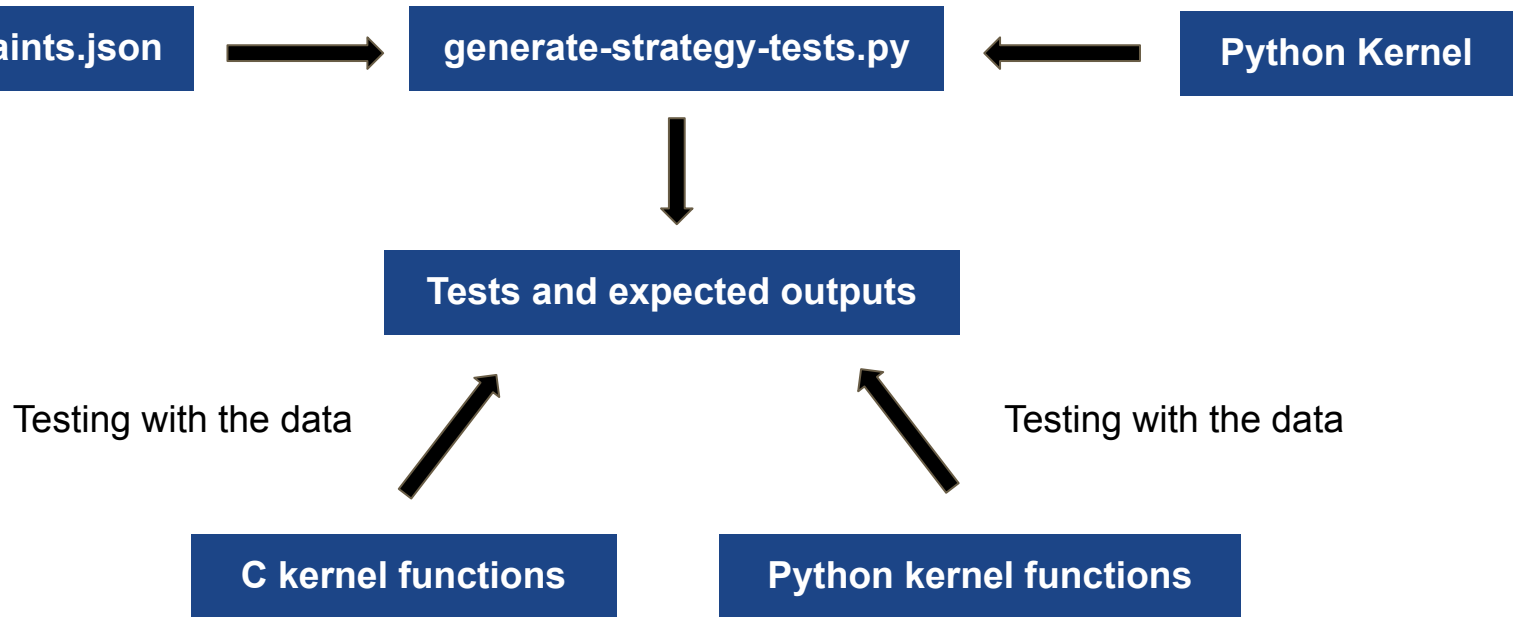 aints.json
generate-strategy-tests.py
Python Kernel
Tests and expected outputs
Testing with the data
Testing with the data
C kernel functions
Python kernel functions